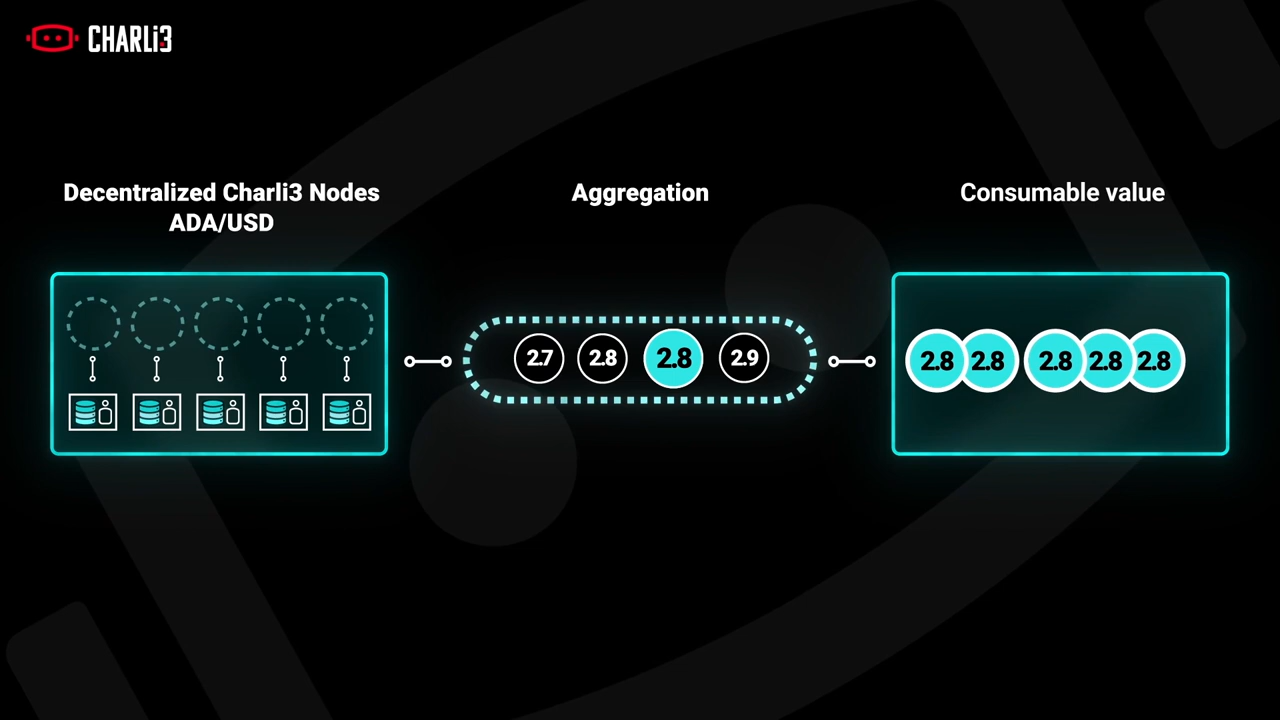 CHARLi3
Decentralized Charli3 Nodes
ADA/USD
Aggregation
Consumable value
2.7 2.8 2.8 2.9
2.8 2.8 2.8 2.8 2.8